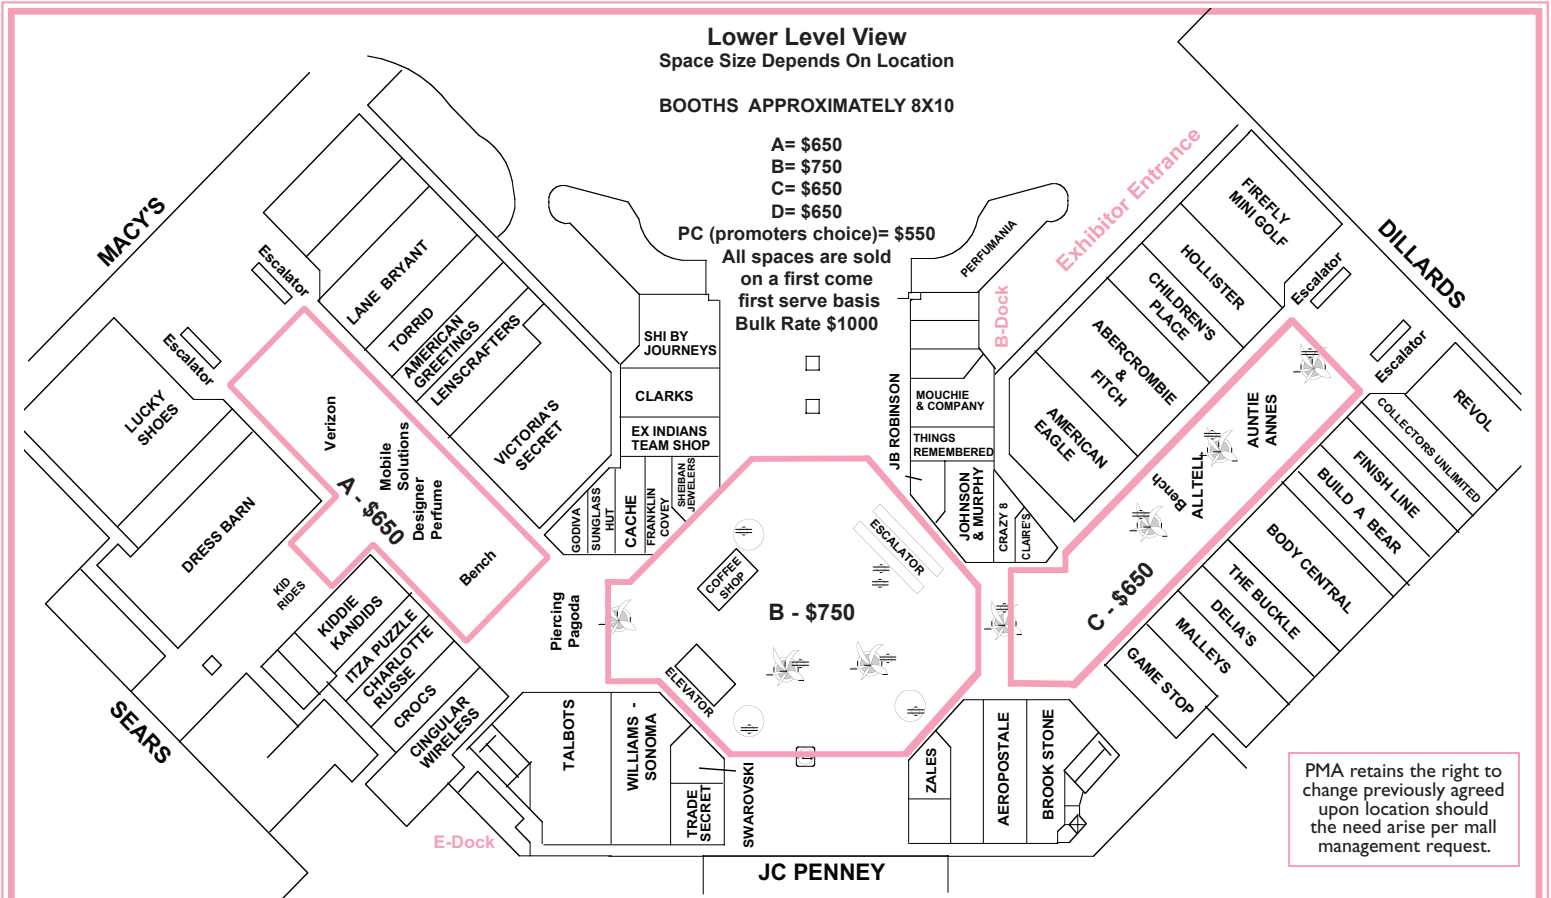 Lower Level View
Space Size Depends On Location
BOOTHS APPROXIMATELY 8X10
A= $650
B= $750
C= $650
D= $650
PC (promoters choice)= $550
All spaces are sold
on a first come
first serve basis
Bulk Rate $1000
MACY'S
Escalator
Escalator
LUCKY
SHOES
DRESS BARN
KID
RIDES
SEARS
LANE BRYANT
TORRID
AMERICAN
GREETINGS
LENSCRAFTERS
VICTORIA'S
SECRET
Verizon
Mobile
Solutions
Designer
Perfume
A - $650
Bench
KIDDIE
KANDIDS
ITZA PUZZLE
CHARLOTTE
RUSSE
CROCS
CINGULAR
WIRELESS
E-Dock
SHI BY
JOURNEYS
CLARKS
EX INDIANS
TEAM SHOP
GODIVA
SUNGLASS
HUT
CACHE
FRANKLIN
COVEY
SHEIBAN
JEWELERS
Piercing
Pagoda
COFFEE
SHOP
ESCALATOR
B - $750
ELEVATOR
TALBOTS
WILLIAMS -
SONOMA
TRADE
SECRET
SWAROVSKI
JC PENNEY
ZALES
AEROPOSTALE
BROOK STONE
PERFUMANIA
B-Dock
Exhibitor Entrance
JB ROBINSON
MOUCHIE
& COMPANY
THINGS
REMEMBERED
JOHNSON
& MURPHY
CRAZY 8
CLAIRE'S
FIREFLY
MINI GOLF
HOLLISTER
CHILDREN'S
PLACE
ABERCROMBIE
&
FITCH
AMERICAN
EAGLE
DILLARDS
Escalator
Escalator
AUNTIE
ANNES
ALLTELL
Bench
C - $650
REVOL
COLLECTORS UNLIMITED
FINISH LINE
BUILD A BEAR
BODY CENTRAL
THE BUCKLE
DELIA'S
MALLEYS
GAME STOP
PMA retains the right to
change previously agreed
upon location should
the need arise per mall
management request.